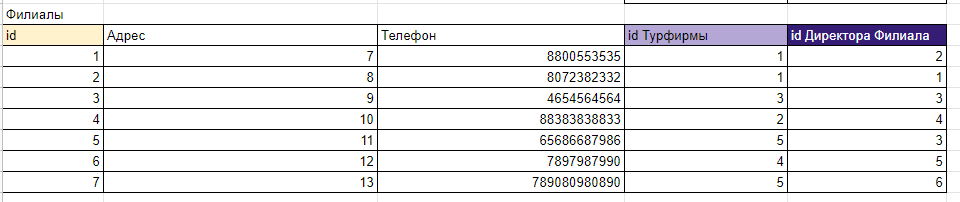 Филиалы
id Адрес Телефон id Турфирмы id Директора Филиала
1 7 8800553535 1 2
2 8 8072382332 1 1
3 9 4654564564 3 3
4 10 88383838833 2 4
5 11 65686687986 5 3
6 12 7897987990 4 5
7 13 789080980890 5 6